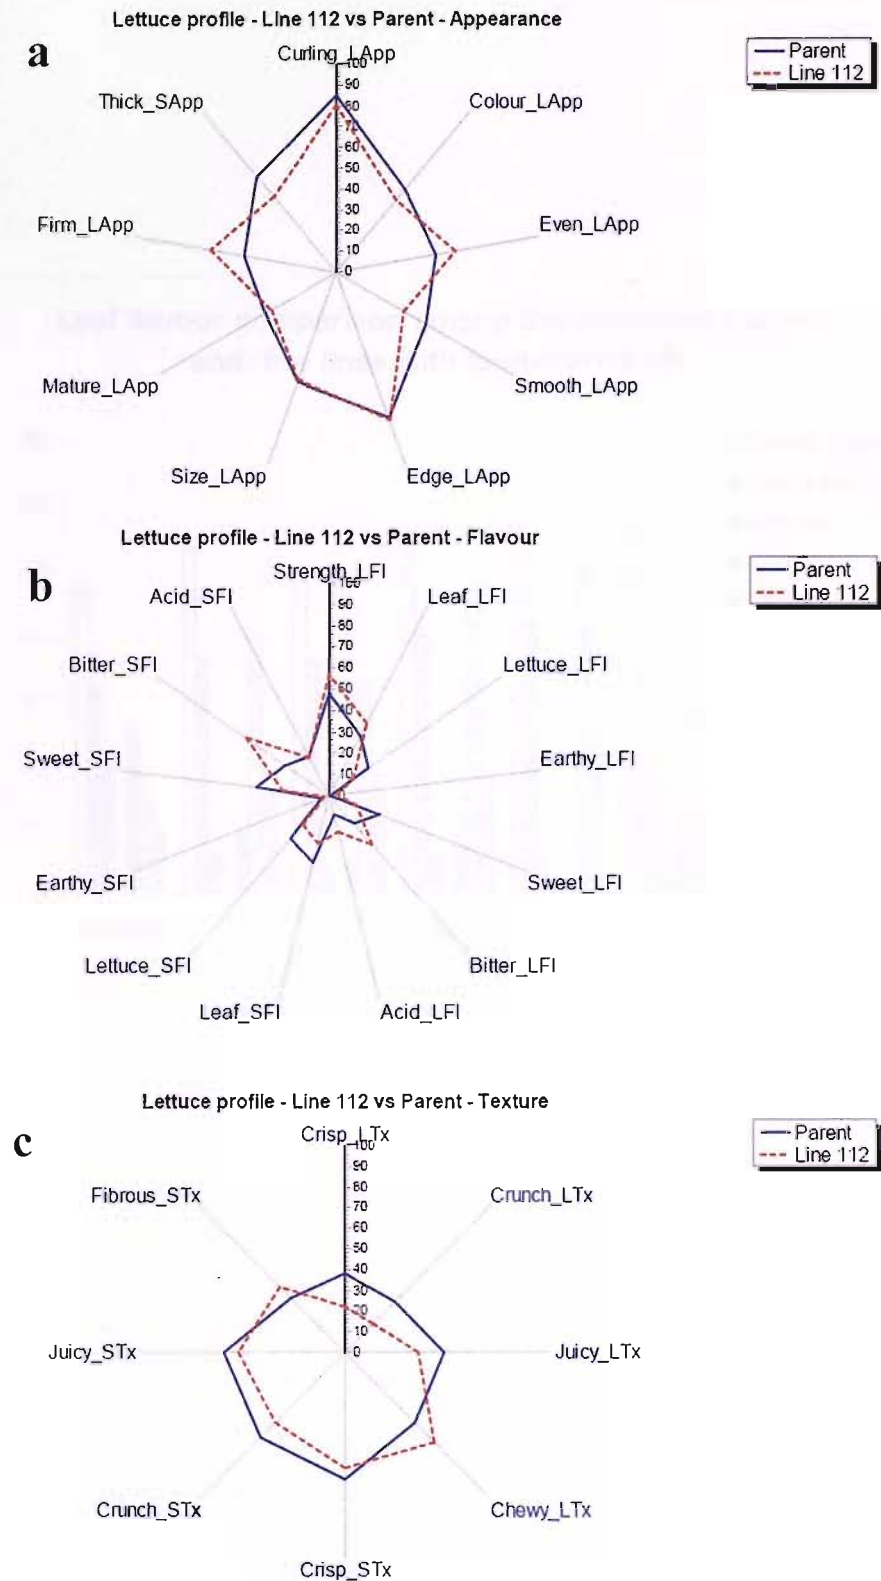 Lettuce profile - Line 112 vs Parent - Appearance
a
Parent
Line 112
Curling_LApp
Thick_SApp
Colour_LApp
Firm_LApp
Even_LApp
Mature_LApp
Smooth_LApp
Size_LApp
Edge_LApp
100
90
80
70
60
50
40
30
20
10
0
Lettuce profile - Line 112 vs Parent - Flavour
b
Parent
Line 112
Strength_LFl
Acid_SFl
Leaf_LFl
Bitter_SFl
Lettuce_LFl
Sweet_SFl
Earthy_LFl
Earthy_SFl
Sweet_LFl
Lettuce_SFl
Bitter_LFl
Leaf_SFl
Acid_LFl
100
90
80
70
60
50
40
30
20
10
0
Lettuce profile - Line 112 vs Parent - Texture
c
Parent
Line 112
Crisp_LTx
Fibrous_STx
Crunch_LTx
Juicy_STx
Juicy_LTx
Crunch_STx
Chewy_LTx
Crisp_STx
100
90
80
70
60
50
40
30
20
10
0